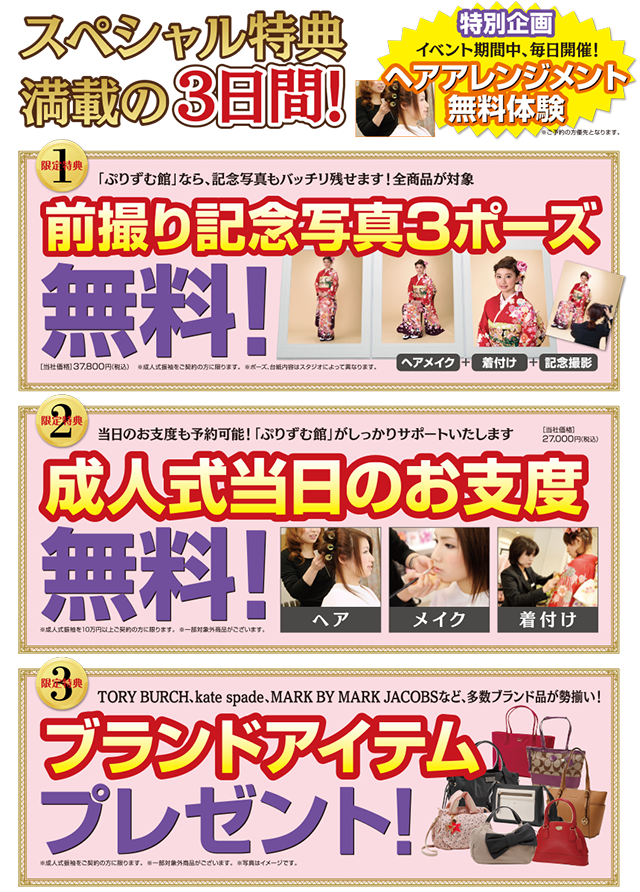 スペシャル特典
満載の3日間!
特別企画
イベント期間中、毎日開催!
ヘアアレンジメント
無料体験
※ご予約の方優先となります。
限定特典
1
「ぷりずむ館」なら、記念写真もバッチリ残せます!全商品が対象
前撮り記念写真3ポーズ
無料!
ヘアメイク+着付け+記念撮影
[当社価格]37,800円(税込) ※成人式振袖をご契約の方に限ります。※ポーズ、台紙内容はスタジオによって異なります。
限定特典
2
当日のお支度も予約可能!「ぷりずむ館」がしっかりサポートいたします
[当社価格]
27,000円(税込)
成人式当日のお支度
無料!
ヘア
メイク
着付け
※成人式振袖を10万円以上ご契約の方に限ります。※一部対象外商品がございます。
限定特典
3
TORY BURCH、kate spade、MARK BY MARK JACOBSなど、多数ブランド品が勢揃い!
ブランドアイテム
プレゼント!
※成人式振袖をご契約の方に限ります。※一部対象外商品がございます。※写真はイメージです。